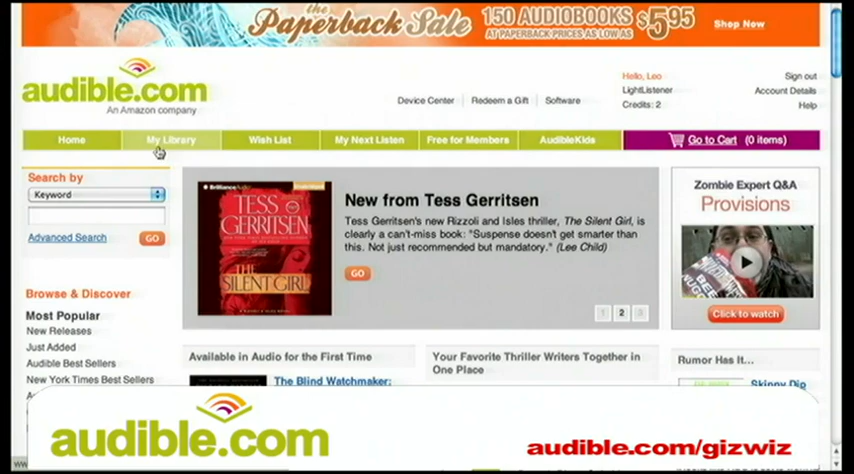 the Paperback Sale
150 AUDIOBOOKS
AT PAPERBACK PRICES AS LOW AS
$5.95
Shop Now
audible.com
An Amazon company
Hello, Leo
LightListener
Credits: 2
Sign out
Account Details
Help
Device Center
Redeem a Gift
Software
Home
My Library
Wish List
My Next Listen
Free for Members
AudibleKids
Go to Cart (0 items)
Search by
Keyword
Advanced Search
GO
Browse & Discover
Most Popular
New Releases
Just Added
Audible Best Sellers
New York Times Best Sellers
Brilliance Audio
TESS
GERRITSEN
THE
SILENT GIRL
New from Tess Gerritsen
Tess Gerritsen's new Rizzoli and Isles thriller, The Silent Girl, is
clearly a can't-miss book: "Suspense doesn't get smarter than
this. Not just recommended but mandatory." (Lee Child)
GO
1
2
3
Zombie Expert Q&A
Provisions
Click to watch
Available in Audio for the First Time
The Blind Watchmaker:
Your Favorite Thriller Writers Together in
One Place
Rumor Has It...
Skinny Dip
audible.com
audible.com/gizwiz